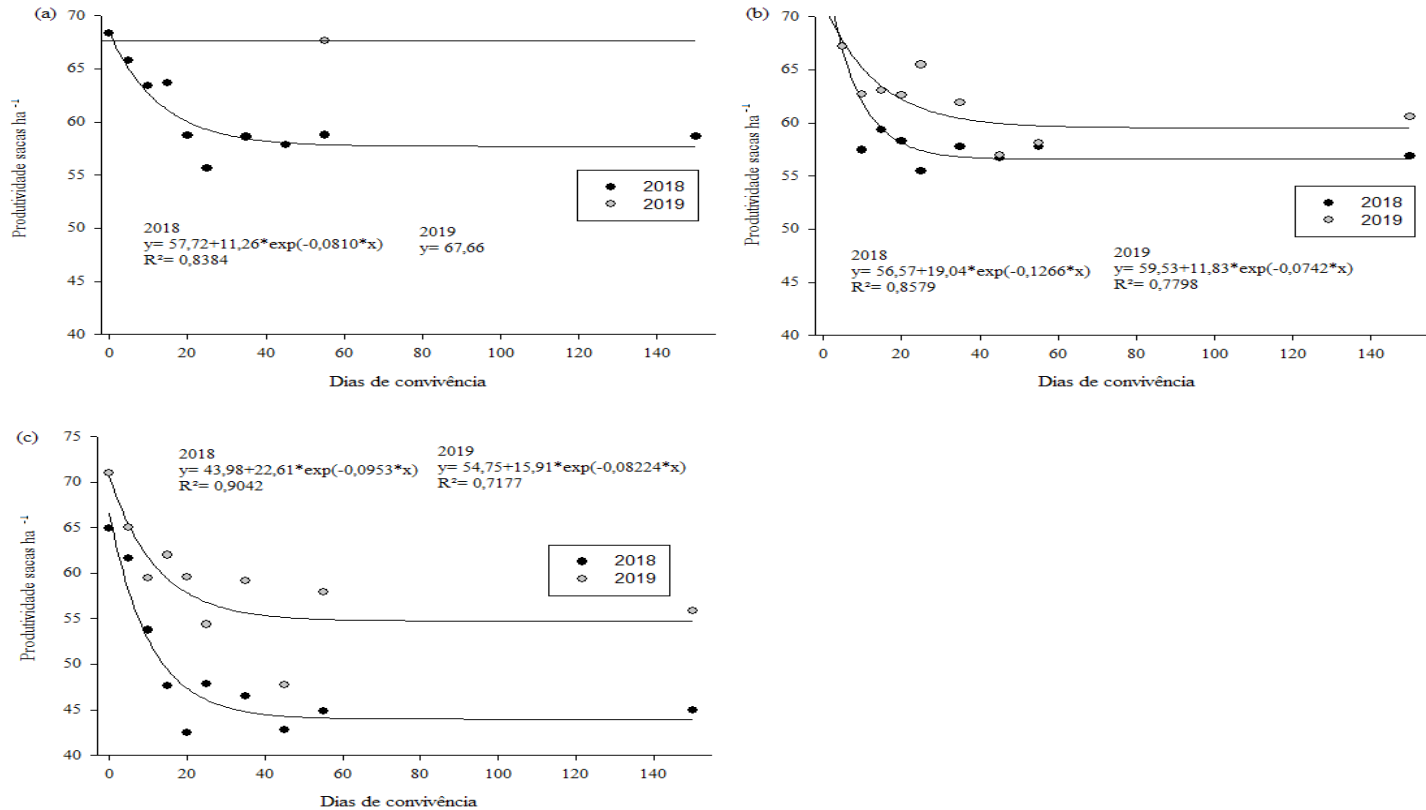 (a)
70
65
60
55
50
45
40
Produtividade sacas ha -1
2018
2019
2018
y= 57,72+11,26*exp(-0,0810*x)
R²= 0,8384
2019
y= 67,66
0 20 40 60 80 100 120 140
Dias de convivência
(b)
70
65
60
55
50
45
40
Produtividade sacas ha -1
2018
2019
2018
y= 56,57+19,04*exp(-0,1266*x)
R²= 0,8579
2019
y= 59,53+11,83*exp(-0,0742*x)
R²= 0,7798
0 20 40 60 80 100 120 140
Dias de convivência
(c)
75
70
65
60
55
50
45
40
Produtividade sacas ha -1
2018
y= 43,98+22,61*exp(-0,0953*x)
R²= 0,9042
2019
y= 54,75+15,91*exp(-0,08224*x)
R²= 0,7177
2018
2019
0 20 40 60 80 100 120 140
Dias de convivência